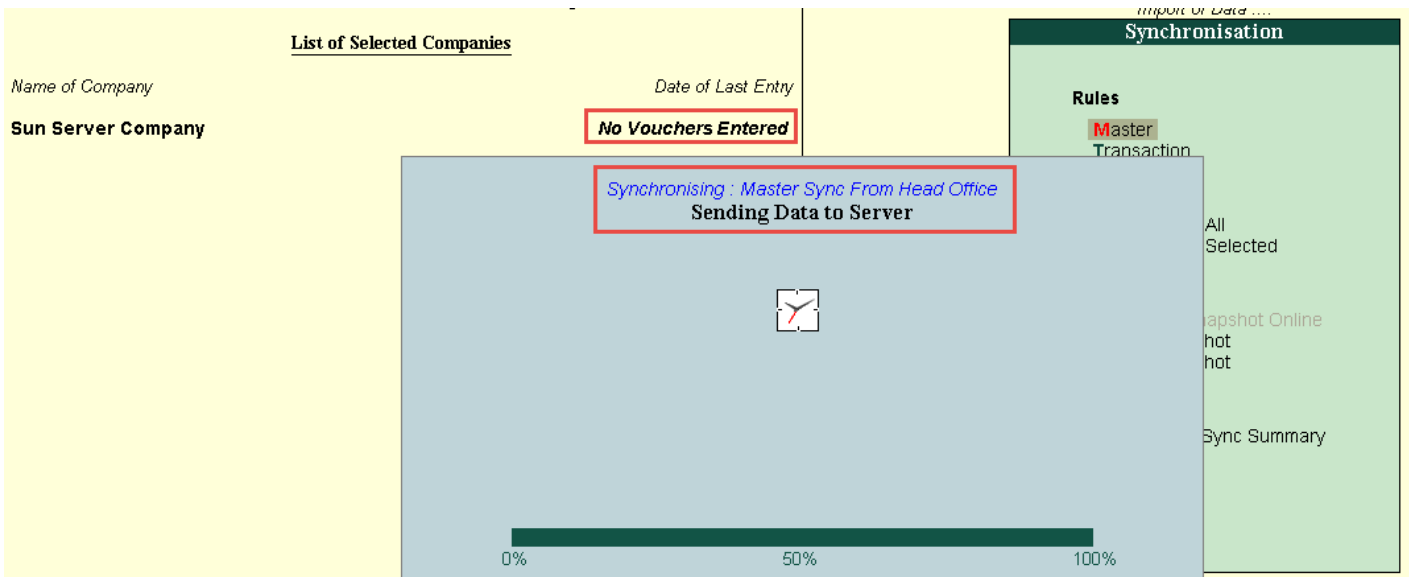 Import of Data ....
List of Selected Companies
Name of Company
Date of Last Entry
Sun Server Company
No Vouchers Entered
Synchronisation
Rules
Master
Transaction
All
Selected
hot
hot
Sync Summary
Synchronising : Master Sync From Head Office
Sending Data to Server
0%
50%
100%